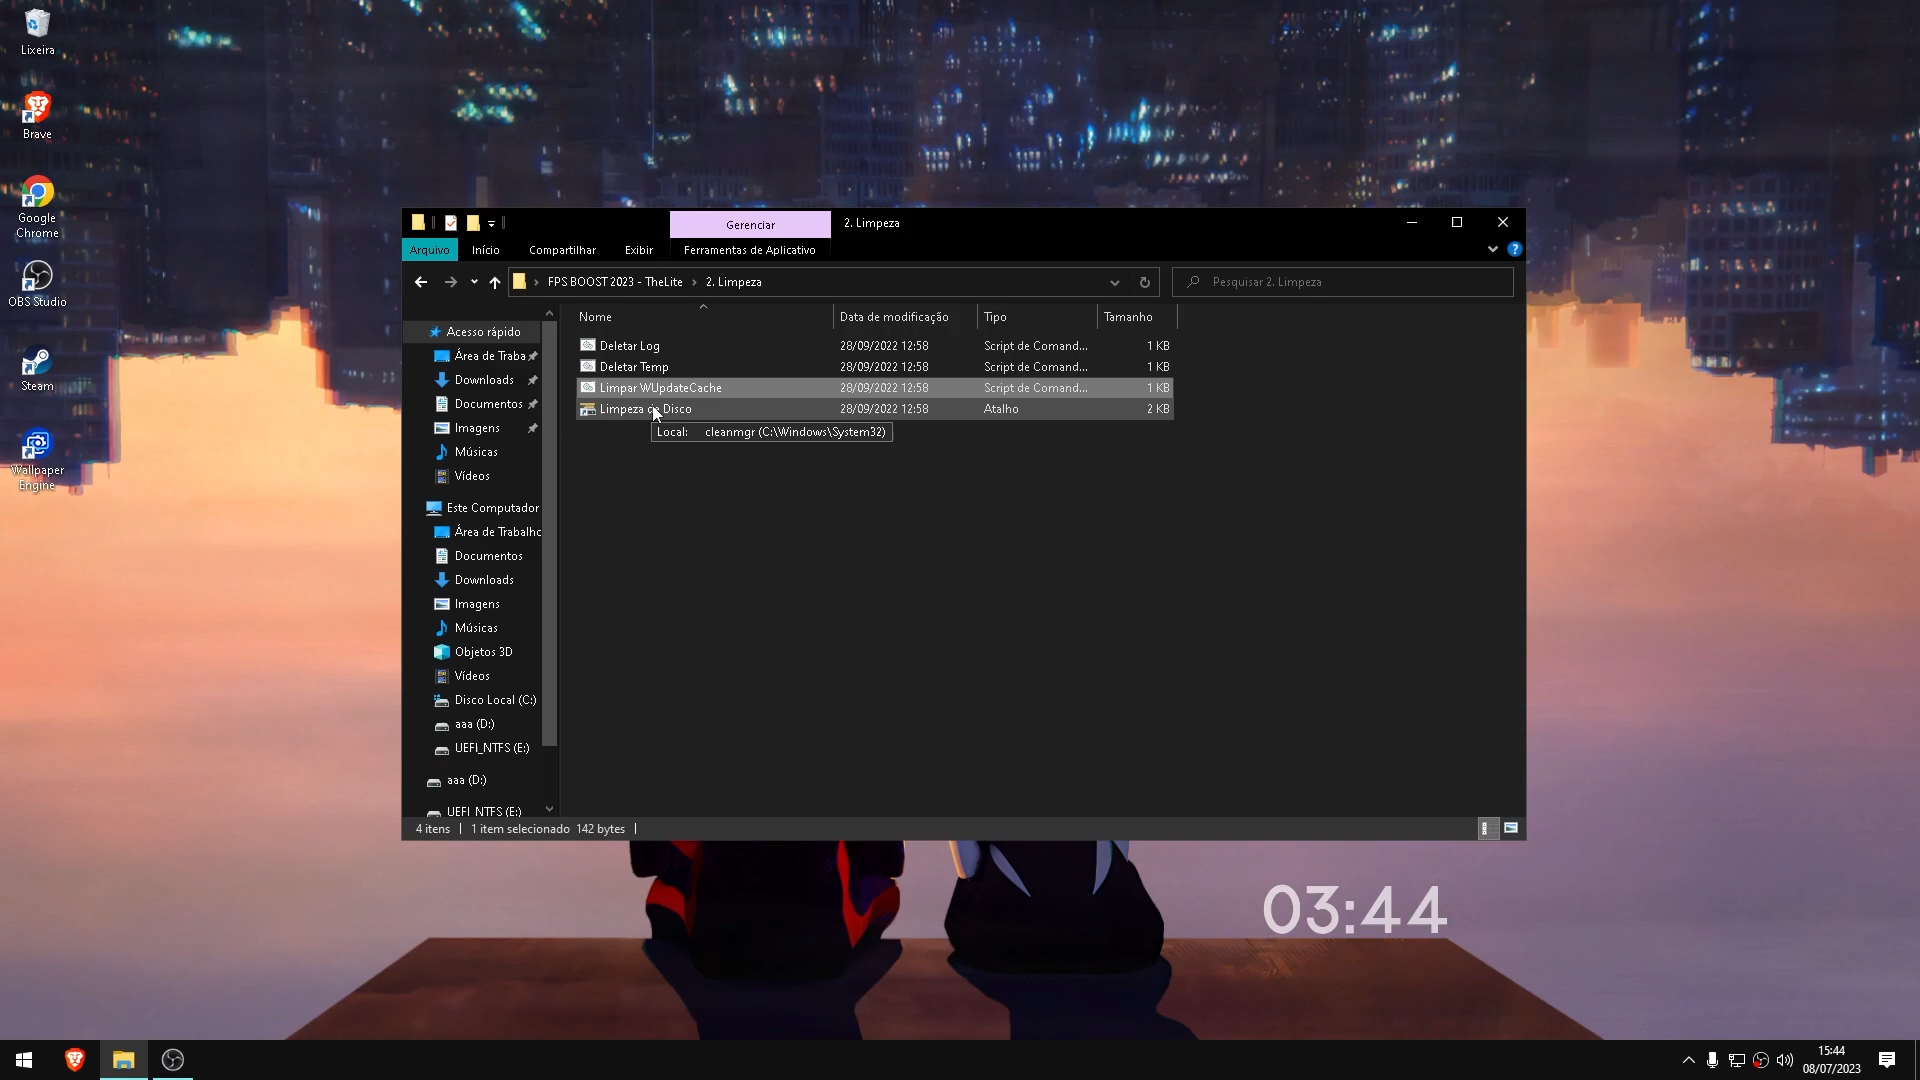 Lixeira
Brave
Google
Chrome
OBS Studio
Steam
Wallpaper
Engine
Gerenciar
2. Limpeza
Arquivo
Início
Compartilhar
Exibir
Ferramentas de Aplicativo
FPS BOOST 2023 - TheLite
2. Limpeza
Pesquisar 2. Limpeza
Nome
Data de modificação
Tipo
Tamanho
Deletar Log 28/09/2022 12:58 Script de Comand... 1 KB
Deletar Temp 28/09/2022 12:58 Script de Comand... 1 KB
Limpar WUpdateCache 28/09/2022 12:58 Script de Comand... 1 KB
Limpeza de Disco 28/09/2022 12:58 Atalho 2 KB
Local: cleanmgr (C:\Windows\System32)
Acesso rápido
Área de Traba
Downloads
Documentos
Imagens
Músicas
Vídeos
Este Computador
Área de Trabalho
Documentos
Downloads
Imagens
Músicas
Objetos 3D
Vídeos
Disco Local (C:)
aaa (D:)
UEFI_NTFS (E:)
aaa (D:)
UEFI_NTFS (E:)
4 itens
1 item selecionado 142 bytes
03:44
15:44
08/07/2023